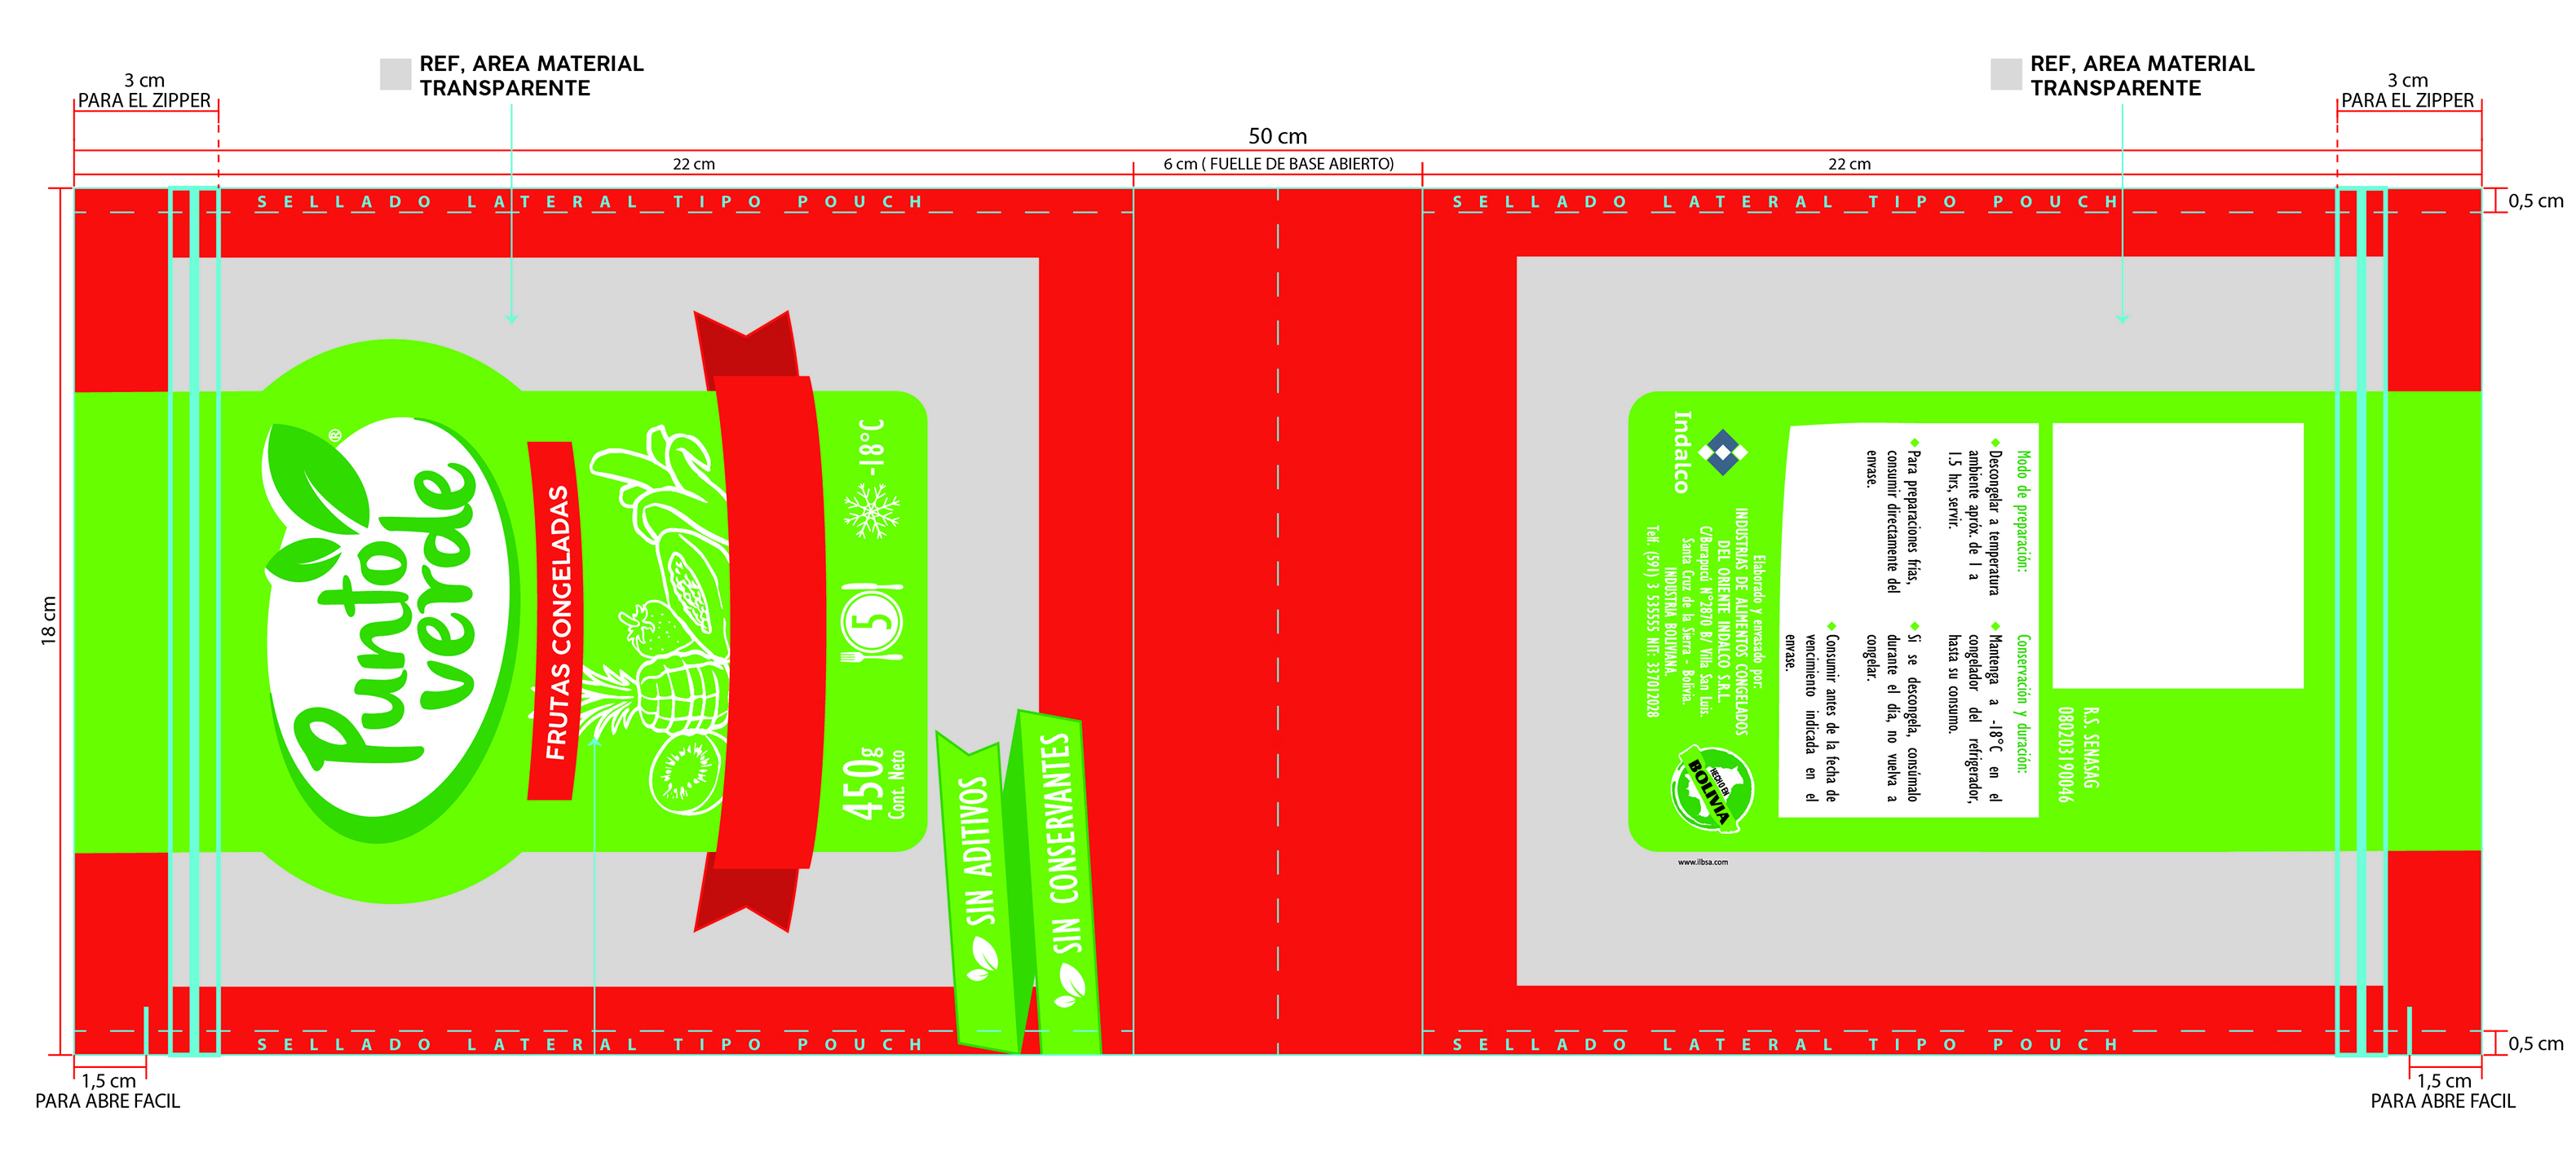 REF, AREA MATERIAL
TRANSPARENTE
REF, AREA MATERIAL
TRANSPARENTE
3 cm
PARA EL ZIPPER
3 cm
PARA EL ZIPPER
50 cm
22 cm
6 cm ( FUELLE DE BASE ABIERTO)
22 cm
SELLADO LATERAL TIPO POUCH
SELLADO LATERAL TIPO POUCH
0,5 cm
18 cm
Punto
verde
®
FRUTAS CONGELADAS
-18°C
5
450g
Cont. Neto
SIN ADITIVOS
SIN CONSERVANTES
R.S. SENASAG
080203190046
Modo de preparación:
Descongelar a temperatura
ambiente apróx. de 1 a
1.5 hrs, servir.
Para preparaciones frías,
consumir directamente del
envase.
Conservación y duración:
Mantenga a -18°C en el
congelador del refrigerador,
hasta su consumo.
Si se descongela, consúmalo
durante el día, no vuelva a
congelar.
Consumir antes de la fecha de
vencimiento indicada en el
envase.
Indalco
Elaborado y envasado por:
INDUSTRIAS DE ALIMENTOS CONGELADOS
DEL ORIENTE INDALCO S.R.L.
C/Burapucú N°2870 B/ Villa San Luis.
Santa Cruz de la Sierra - Bolivia.
INDUSTRIA BOLIVIANA.
Telf. (591) 3 535555 NIT: 337012028
HECHO EN
BOLIVIA
www.ilbsa.com
SELLADO LATERAL TIPO POUCH
SELLADO LATERAL TIPO POUCH
0,5 cm
1,5 cm
PARA ABRE FACIL
1,5 cm
PARA ABRE FACIL